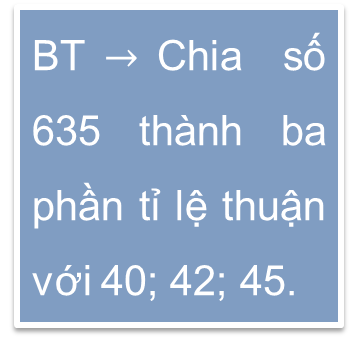 BT → Chia số
635 thành ba
phần tỉ lệ thuận
với 40; 42; 45.